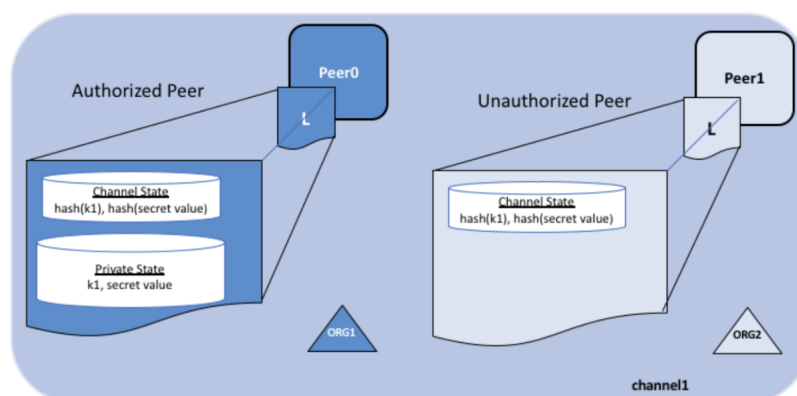 Peer0
Authorized Peer
L
Channel State
hash(k1), hash(secret value)
Private State
k1, secret value
ORG1
Peer1
Unauthorized Peer
L
Channel State
hash(k1), hash(secret value)
ORG2
channel1